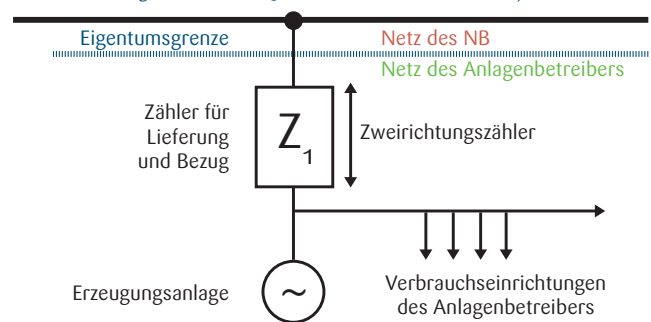 Eigentumsgrenze
Netz des NB
Netz des Anlagenbetreibers
Zähler für
Lieferung
und Bezug
Z1
Zweirichtungszähler
Erzeugungsanlage
~
Verbrauchseinrichtungen
des Anlagenbetreibers